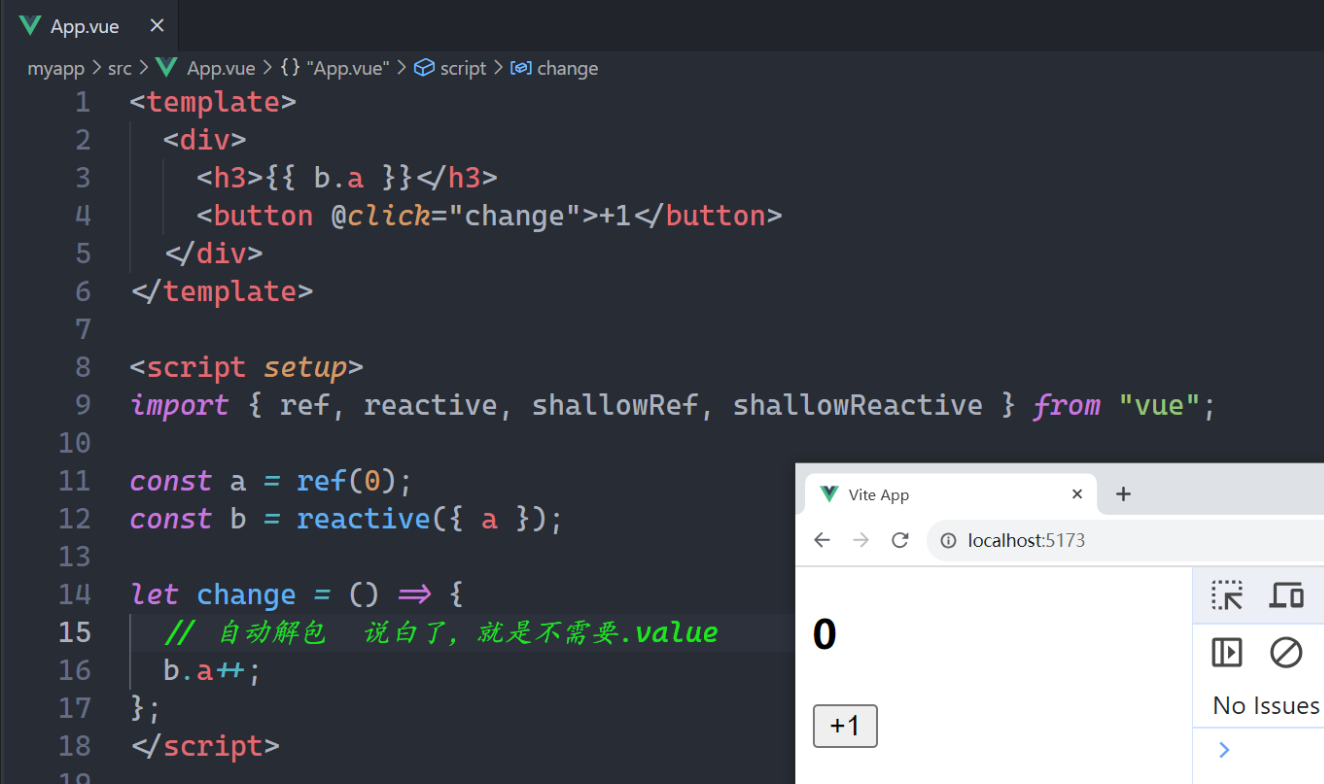 App.vue ×
myapp > src > App.vue > {} "App.vue" > script > change
1 <template>
2 <div>
3 <h3>{{ b.a }}</h3>
4 <button @click="change">+1</button>
5 </div>
6 </template>
7
8 <script setup>
9 import { ref, reactive, shallowRef, shallowReactive } from "vue";
10
11 const a = ref(0);
12 const b = reactive({ a });
13
14 let change = () => {
15 // 自动解包 说白了，就是不需要.value
16 b.a++;
17 };
18 </script>
19
Vite App × +
localhost:5173
0
+1
No Issues
>